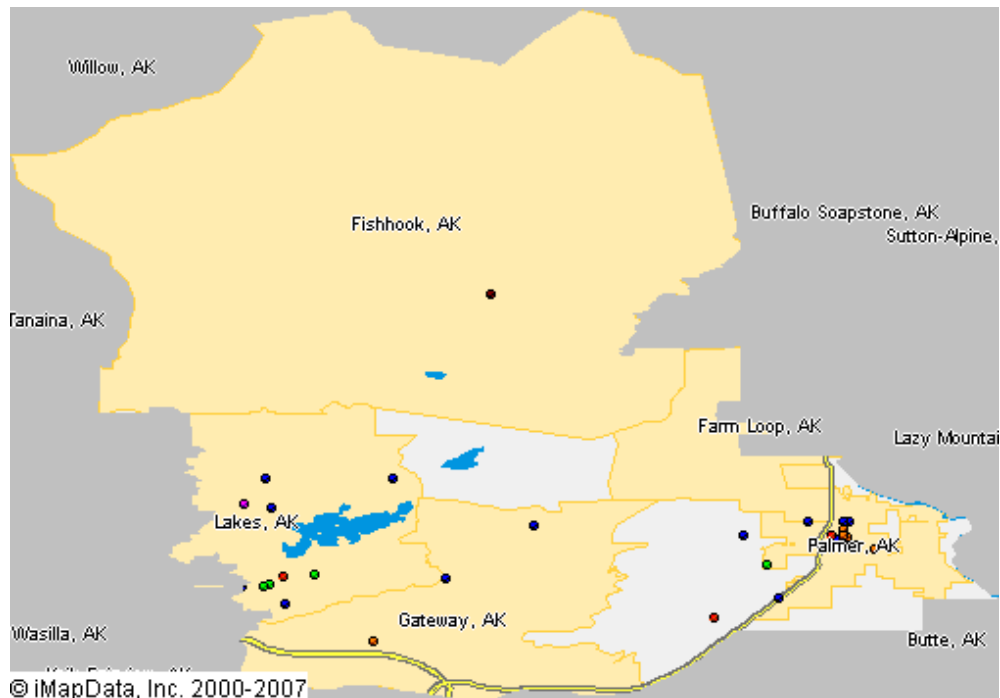 Willow, AK
Buffalo Soapstone, AK
Fishhook, AK
Sutton-Alpine,
Tanaina, AK
Farm Loop, AK
Lazy Mountai
Lakes, AK
Palmer, AK
Gateway, AK
Wasilla, AK
Butte, AK
© iMapData, Inc. 2000-2007